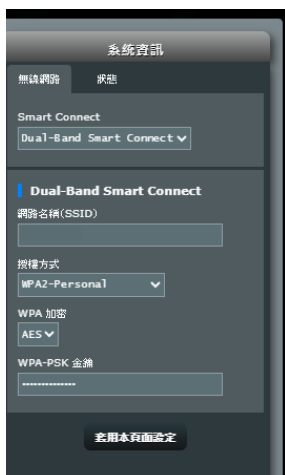 系統資訊
無線網路 狀態
Smart Connect
Dual-Band Smart Connect
Dual-Band Smart Connect
網路名稱(SSID)
授權方式
WPA2-Personal
WPA 加密
AES
WPA-PSK 金鑰
--------------
套用本頁面設定